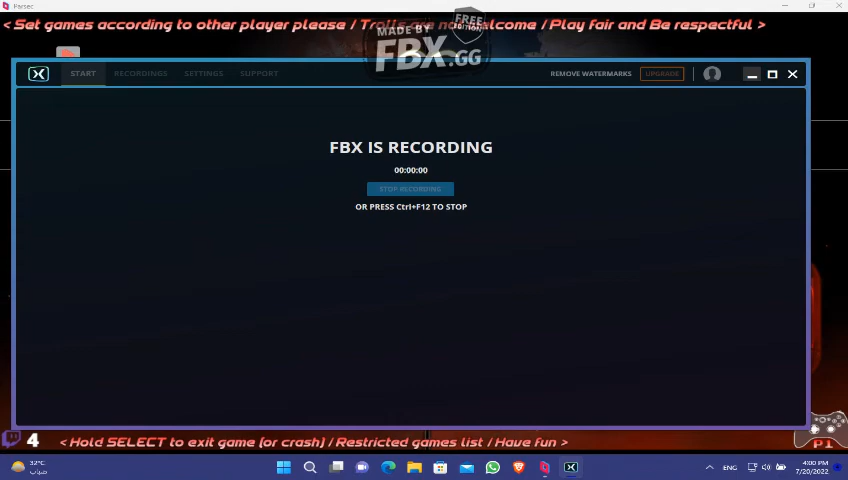 Parsec
< Set games according to other player please / Trolls are not welcome / Play fair and Be respectful >
MADE BY
FREE
EDITION
FBX.GG
START RECORDINGS SETTINGS SUPPORT REMOVE WATERMARKS UPGRADE
FBX IS RECORDING
00:00:00
STOP RECORDING
OR PRESS Ctrl+F12 TO STOP
4 < Hold SELECT to exit game (or crash) / Restricted games list / Have fun >
P1
32°C
ضباب
ENG
4:00 PM
7/20/2022